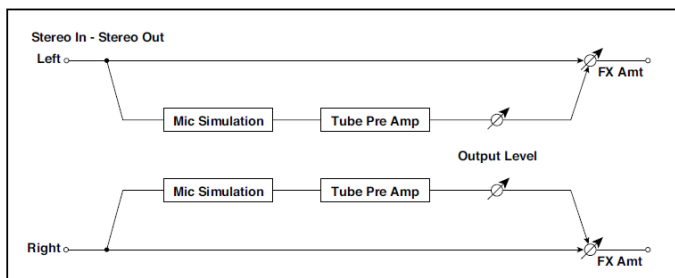 Stereo In - Stereo Out
Left
FX Amt
Mic Simulation
Tube Pre Amp
Output Level
Mic Simulation
Tube Pre Amp
Right
FX Amt